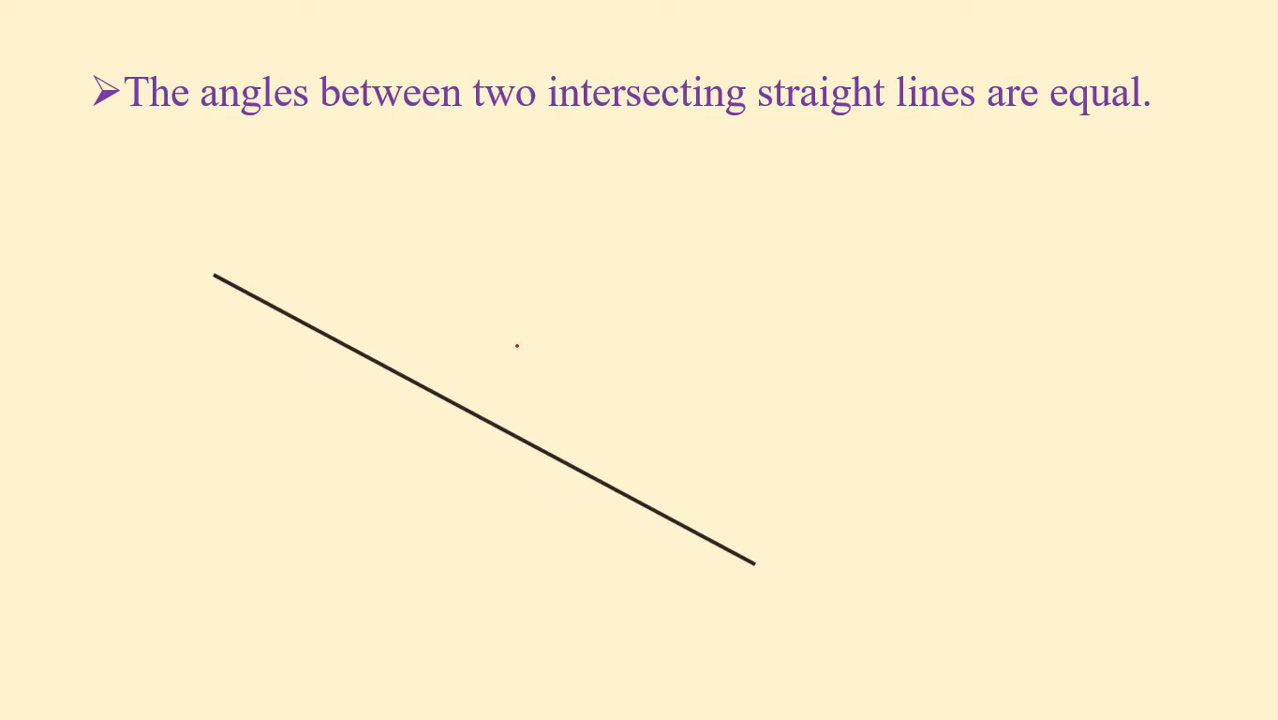 ➢The angles between two intersecting straight lines are equal.